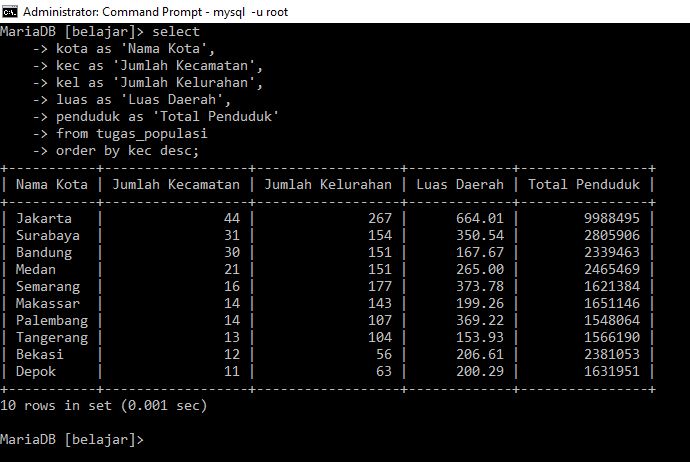 Administrator: Command Prompt - mysql  -u root
MariaDB [belajar]> select
    -> kota as 'Nama Kota',
    -> kec as 'Jumlah Kecamatan',
    -> kel as 'Jumlah Kelurahan',
    -> luas as 'Luas Daerah',
    -> penduduk as 'Total Penduduk'
    -> from tugas_populasi
    -> order by kec desc;
+-----------+------------------+------------------+-------------+----------------+
| Nama Kota | Jumlah Kecamatan | Jumlah Kelurahan | Luas Daerah | Total Penduduk |
+-----------+------------------+------------------+-------------+----------------+
| Jakarta   |               44 |              267 |      664.01 |        9988495 |
| Surabaya  |               31 |              154 |      350.54 |        2805906 |
| Bandung   |               30 |              151 |      167.67 |        2339463 |
| Medan     |               21 |              151 |      265.00 |        2465469 |
| Semarang  |               16 |              177 |      373.78 |        1621384 |
| Makassar  |               14 |              143 |      199.26 |        1651146 |
| Palembang |               14 |              107 |      369.22 |        1548064 |
| Tangerang |               13 |              104 |      153.93 |        1566190 |
| Bekasi    |               12 |               56 |      206.61 |        2381053 |
| Depok     |               11 |               63 |      200.29 |        1631951 |
+-----------+------------------+------------------+-------------+----------------+
10 rows in set (0.001 sec)
MariaDB [belajar]>